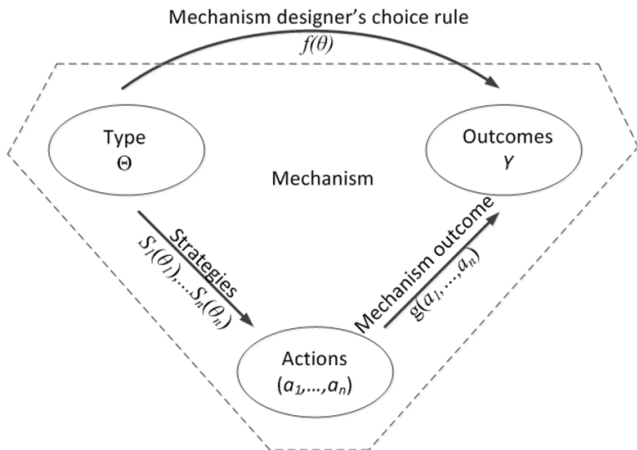 Mechanism designer’s choice rule
f(θ)
Type
Θ
Outcomes
Y
Mechanism
Strategies
S₁(θ₁),...Sₙ(θₙ)
Mechanism outcome
g(a₁,...,aₙ)
Actions
(a₁,...,aₙ)